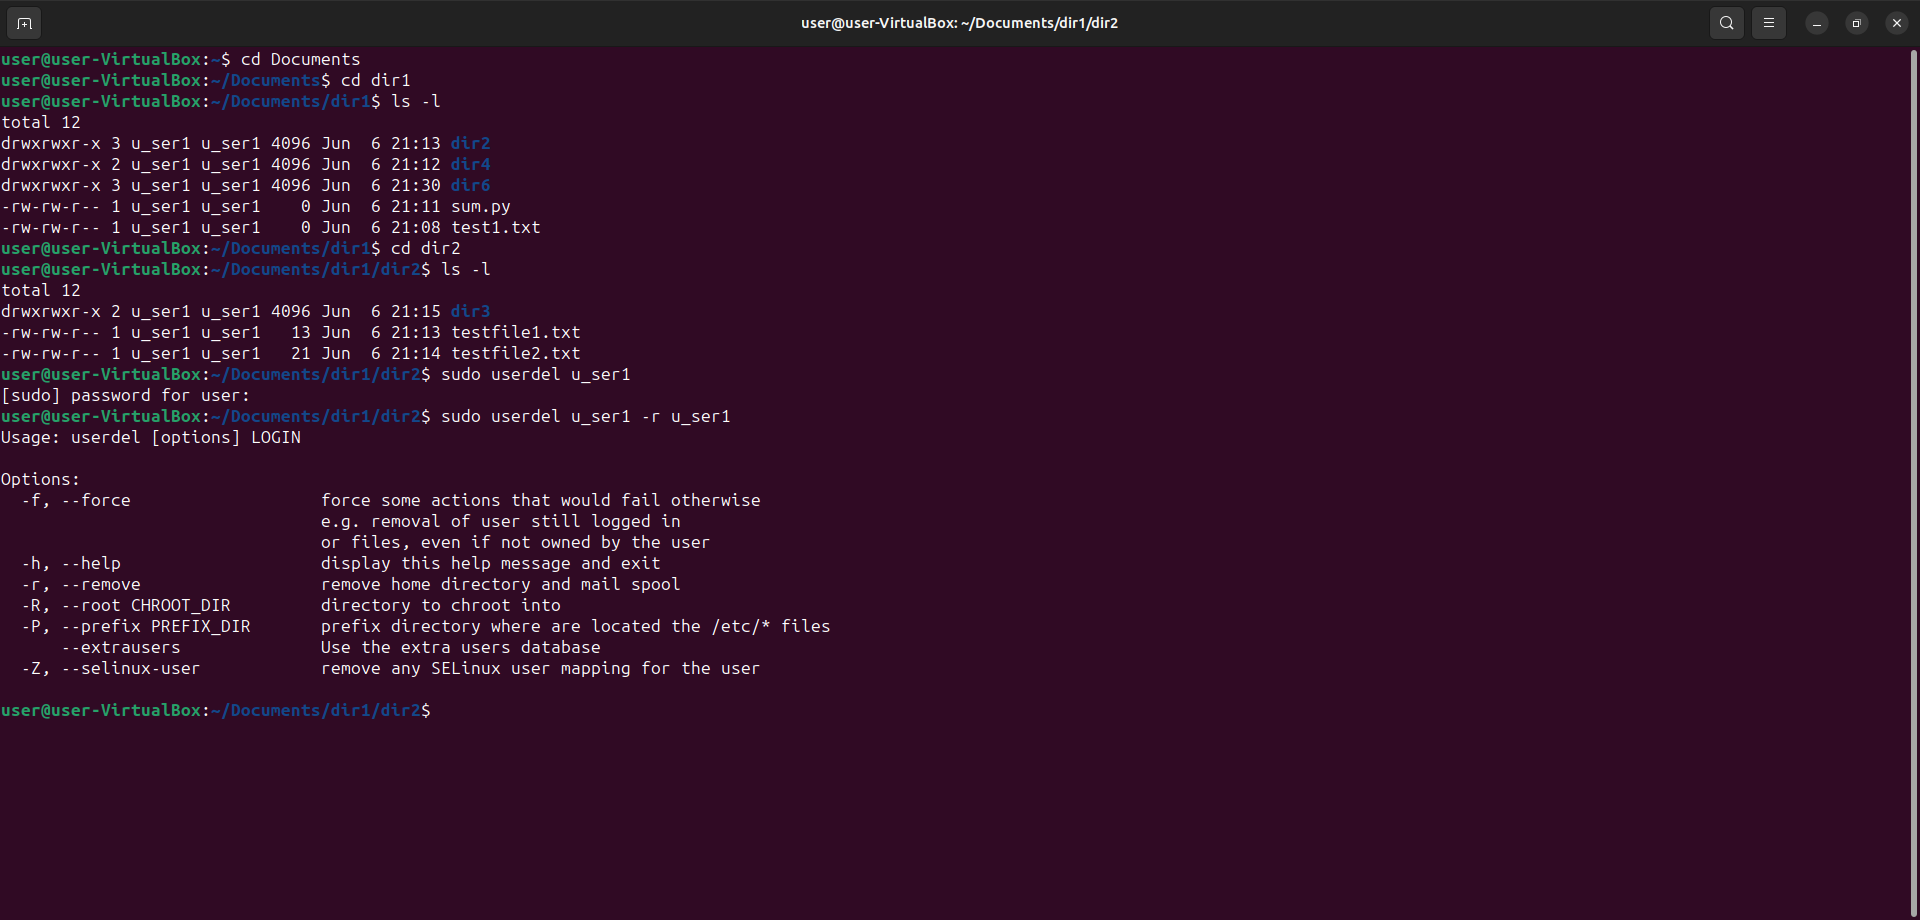 user@user-VirtualBox: ~/Documents/dir1/dir2
user@user-VirtualBox:~$ cd Documents
user@user-VirtualBox:~/Documents$ cd dir1
user@user-VirtualBox:~/Documents/dir1$ ls -l
total 12
drwxrwxr-x 3 u_ser1 u_ser1 4096 Jun  6 21:13 dir2
drwxrwxr-x 2 u_ser1 u_ser1 4096 Jun  6 21:12 dir4
drwxrwxr-x 3 u_ser1 u_ser1 4096 Jun  6 21:30 dir6
-rw-rw-r-- 1 u_ser1 u_ser1    0 Jun  6 21:11 sum.py
-rw-rw-r-- 1 u_ser1 u_ser1    0 Jun  6 21:08 test1.txt
user@user-VirtualBox:~/Documents/dir1$ cd dir2
user@user-VirtualBox:~/Documents/dir1/dir2$ ls -l
total 12
drwxrwxr-x 2 u_ser1 u_ser1 4096 Jun  6 21:15 dir3
-rw-rw-r-- 1 u_ser1 u_ser1   13 Jun  6 21:13 testfile1.txt
-rw-rw-r-- 1 u_ser1 u_ser1   21 Jun  6 21:14 testfile2.txt
user@user-VirtualBox:~/Documents/dir1/dir2$ sudo userdel u_ser1
[sudo] password for user:
user@user-VirtualBox:~/Documents/dir1/dir2$ sudo userdel u_ser1 -r u_ser1
Usage: userdel [options] LOGIN

Options:
  -f, --force                   force some actions that would fail otherwise
                                e.g. removal of user still logged in
                                or files, even if not owned by the user
  -h, --help                    display this help message and exit
  -r, --remove                  remove home directory and mail spool
  -R, --root CHROOT_DIR         directory to chroot into
  -P, --prefix PREFIX_DIR       prefix directory where are located the /etc/* files
      --extrausers              Use the extra users database
  -Z, --selinux-user            remove any SELinux user mapping for the user

user@user-VirtualBox:~/Documents/dir1/dir2$